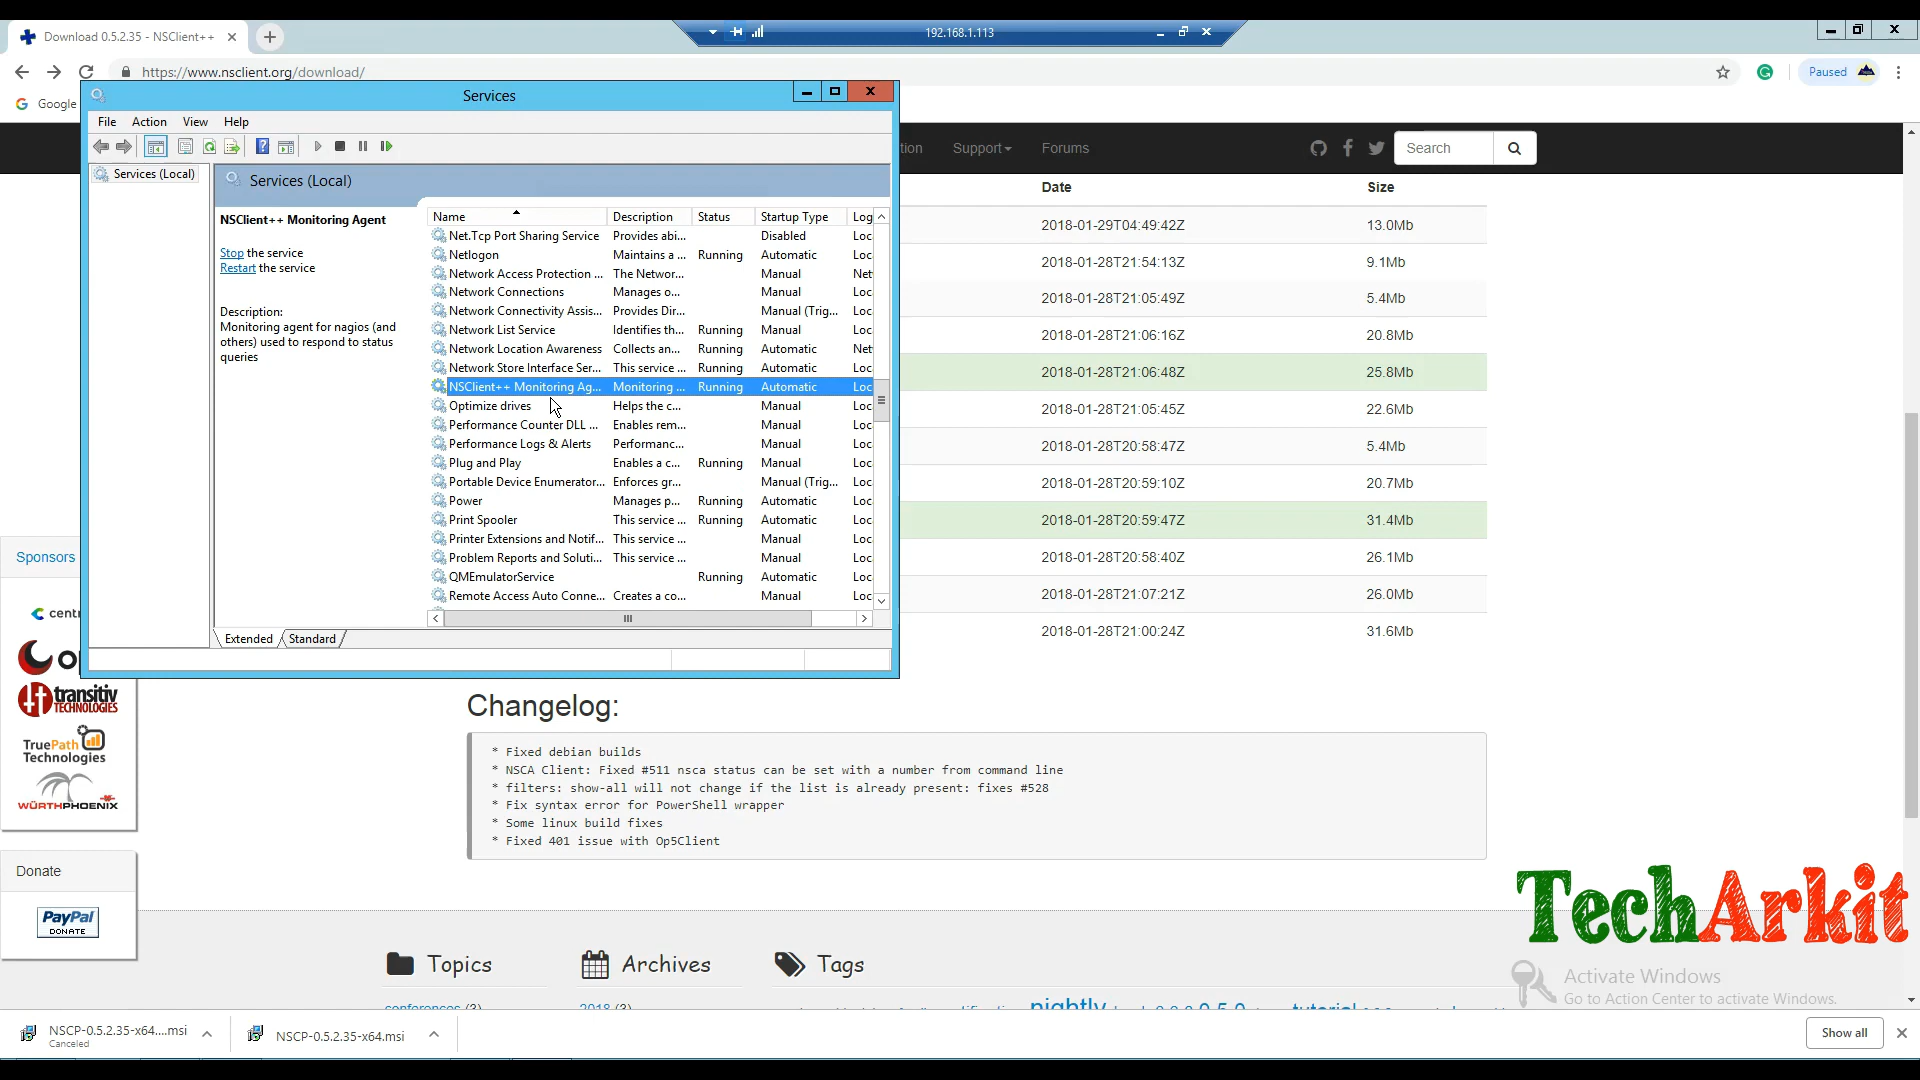 Download 0.5.2.35 - NSClient++
192.168.1.113
https://www.nsclient.org/download/
Paused
Google
Services
File Action View Help
Support
Forums
Search
Services (Local)
Services (Local)
Date Size
NSClient++ Monitoring Agent
Stop the service
Restart the service
Description:
Monitoring agent for nagios (and
others) used to respond to status
queries
Name Description Status Startup Type Log
Net.Tcp Port Sharing Service Provides abi... Disabled Loc
Netlogon Maintains a ... Running Automatic Loc
Network Access Protection ... The Networ... Manual Net
Network Connections Manages o... Manual Loc
Network Connectivity Assis... Provides Dir... Manual (Trig... Loc
Network List Service Identifies th... Running Manual Loc
Network Location Awareness Collects an... Running Automatic Net
Network Store Interface Ser... This service ... Running Automatic Loc
NSClient++ Monitoring Ag... Monitoring ... Running Automatic Loc
Optimize drives Helps the c... Manual Loc
Performance Counter DLL ... Enables rem... Manual Loc
Performance Logs & Alerts Performanc... Manual Loc
Plug and Play Enables a c... Running Manual Loc
Portable Device Enumerator... Enforces gr... Manual (Trig... Loc
Power Manages p... Running Automatic Loc
Print Spooler This service ... Running Automatic Loc
Printer Extensions and Notif... This service ... Manual Loc
Problem Reports and Soluti... This service ... Manual Loc
QMEmulatorService Running Automatic Loc
Remote Access Auto Conne... Creates a co... Manual Loc
Extended Standard
2018-01-29T04:49:42Z 13.0Mb
2018-01-28T21:54:13Z 9.1Mb
2018-01-28T21:05:49Z 5.4Mb
2018-01-28T21:06:16Z 20.8Mb
2018-01-28T21:06:48Z 25.8Mb
2018-01-28T21:05:45Z 22.6Mb
2018-01-28T20:58:47Z 5.4Mb
2018-01-28T20:59:10Z 20.7Mb
2018-01-28T20:59:47Z 31.4Mb
2018-01-28T20:58:40Z 26.1Mb
2018-01-28T21:07:21Z 26.0Mb
2018-01-28T21:00:24Z 31.6Mb
Sponsors
transitiv
TECHNOLOGIES
TruePath
Technologies
WÜRTHPHOENIX
Donate
PayPal
DONATE
Changelog:
* Fixed debian builds
* NSCA Client: Fixed #511 nsca status can be set with a number from command line
* filters: show-all will not change if the list is already present: fixes #528
* Fix syntax error for PowerShell wrapper
* Some linux build fixes
* Fixed 401 issue with Op5Client
TechArkit
Topics Archives Tags
conferences (3) 2018 (3) nightly 0.5.0 tutorial
Activate Windows
Go to Action Center to activate Windows.
NSCP-0.5.2.35-x64....msi
Canceled
NSCP-0.5.2.35-x64.msi
Show all